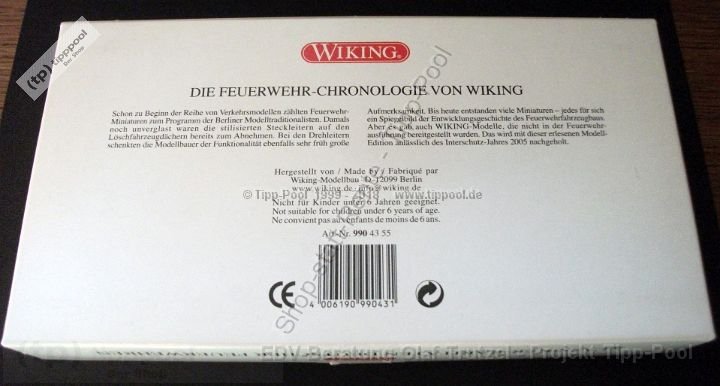 WIKING®
DIE FEUERWEHR-CHRONOLOGIE VON WIKING
Schon zu Beginn der Reihe von Verkehrsmodellen zählten Feuerwehr-
Miniaturen zum Programm der Berliner Modelltraditionalisten. Damals
noch unverglast waren die stilisierten Steckleitern auf den
Löschfahrzeugdächern bereits zum Abnehmen. Bei den Drehleitern
schenkten die Modellbauer der Funktionalität ebenfalls sehr früh große
Aufmerksamkeit. Bis heute entstanden viele Miniaturen – jedes für sich
ein Spiegelbild der Entwicklungsgeschichte des Feuerwehrfahrzeugbaus.
Aber es gab auch WIKING-Modelle, die nicht in der Feuerwehr-
ausführung bereitgestellt wurden. Das wird mit dieser erlesenen Modell-
Edition anlässlich des Interschutz-Jahres 2005 nachgeholt.
Hergestellt von / Made by / Fabriqué par
Wiking-Modellbau · D-12099 Berlin
www.wiking.de · info@wiking.de
© Tipp-Pool 1999 - 2018 www.tippool.de
Nicht für Kinder unter 6 Jahren geeignet.
Not suitable for children under 6 years of age.
Ne convient pas aux enfants de moins de 6 ans.
Art.-Nr. 990 43 55
CE
4 006190 990431
(tp) tipppool
Der Shop
EDV-Beratung Olaf Trunzel - Projekt Tipp-Pool